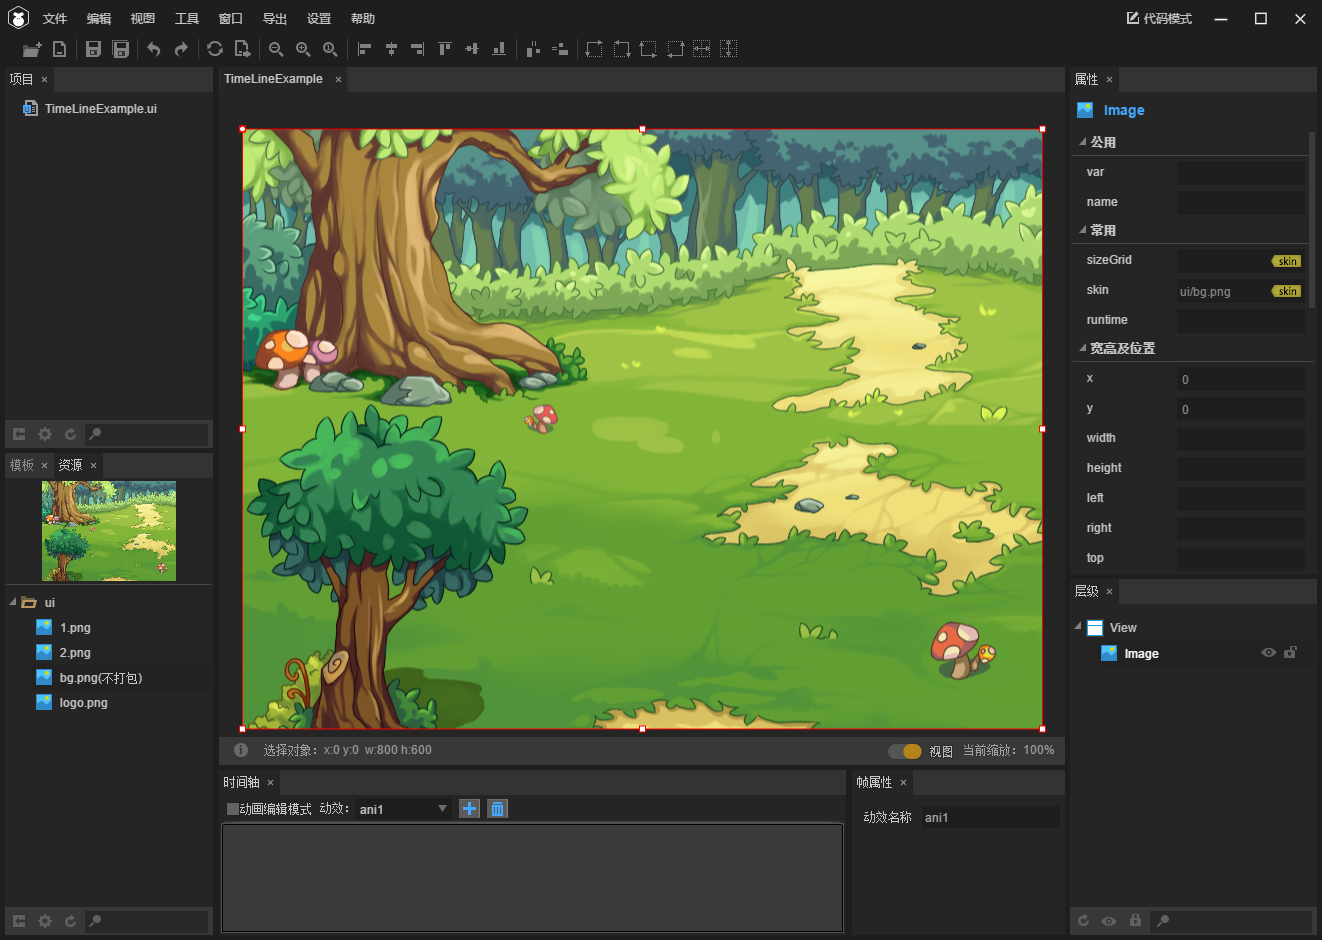 文件 编辑 视图 工具 窗口 导出 设置 帮助 代码模式
项目 ×
TimeLineExample.ui
TimeLineExample ×
模板 × 资源 ×
ui
1.png
2.png
bg.png(不打包)
logo.png
选择对象: x:0 y:0 w:800 h:600 视图 当前缩放: 100%
时间轴 ×
动画编辑模式 动效: ani1
帧属性 ×
动效名称 ani1
属性 ×
Image
公用
var
name
常用
sizeGrid skin
skin ui/bg.png skin
runtime
宽高及位置
x 0
y 0
width
height
left
right
top
层级 ×
View
Image